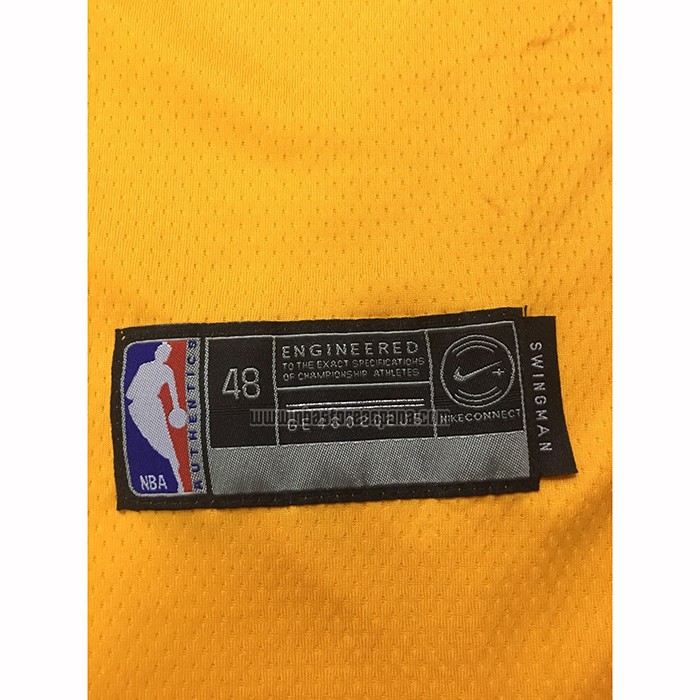 NBA
AUTHENTICS
48
ENGINEERED
TO THE EXACT SPECIFICATIONS
OF CHAMPIONSHIP ATHLETES
NIKECONNECT
SWINGMAN